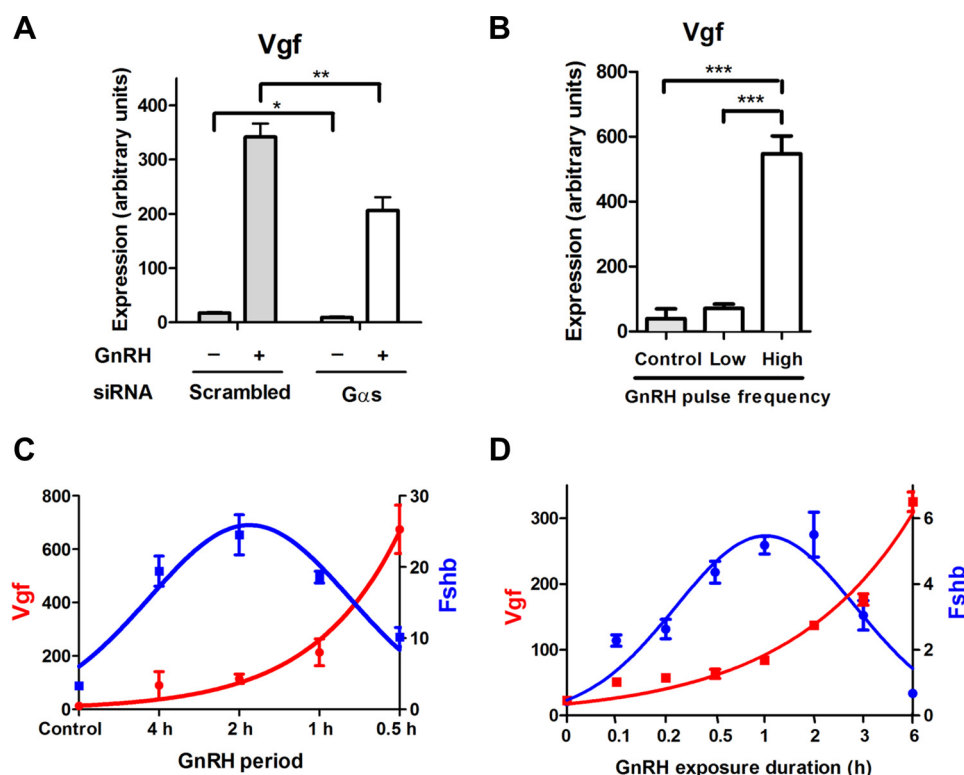 A
Vgf
Expression (arbitrary units)
400
300
200
100
0
*
**
GnRH − + − +
siRNA Scrambled Gαs
B
Vgf
Expression (arbitrary units)
800
600
400
200
0
***
***
Control Low High
GnRH pulse frequency
C
Vgf
800
600
400
200
0
Fshb
30
20
10
0
Control 4 h 2 h 1 h 0.5 h
GnRH period
D
Vgf
300
200
100
0
Fshb
6
4
2
0
0 0.1 0.2 0.5 1 2 3 6
GnRH exposure duration (h)